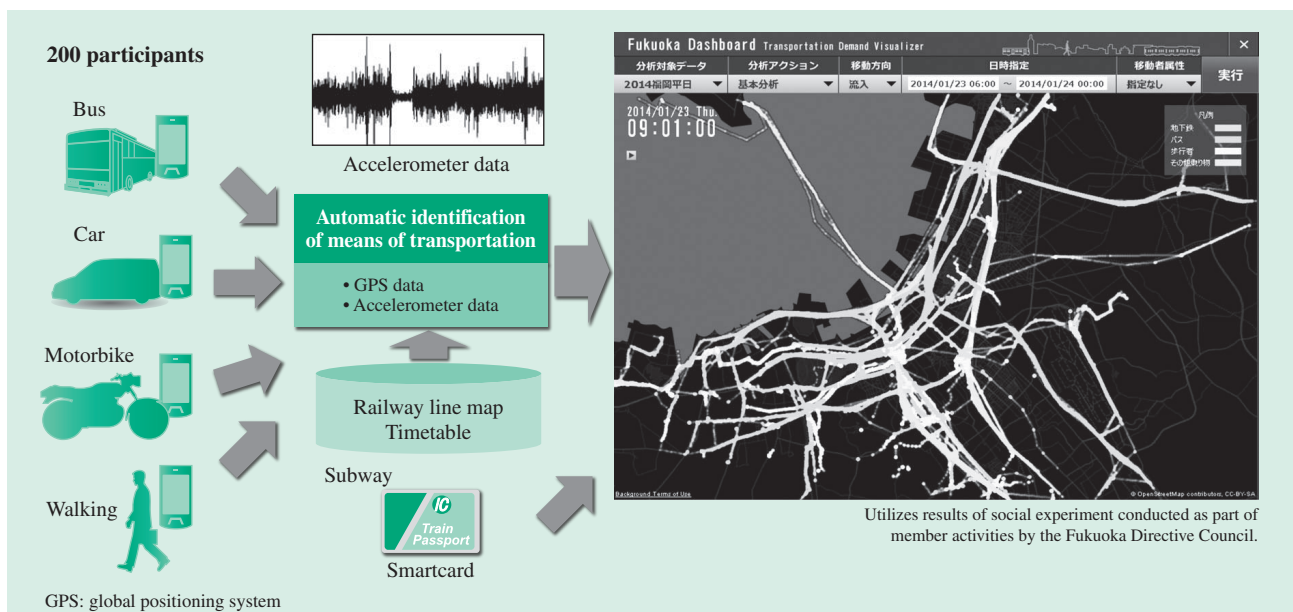 200 participants
Bus
Car
Motorbike
Walking
GPS: global positioning system
Accelerometer data
Automatic identification
of means of transportation
• GPS data
• Accelerometer data
Railway line map
Timetable
Subway
IC
Train
Passport
Smartcard
Fukuoka Dashboard Transportation Demand Visualizer
×
分析対象データ 分析アクション 移動方向 日時指定 移動者属性 実行
2014福岡平日 基本分析 流入 2014/01/23 06:00 ~ 2014/01/24 00:00 指定なし
2014/01/23 Thu.
09:01:00
凡例
地下鉄
バス
歩行者
その他乗り物
Background Terms of Use
© OpenStreetMap contributors, CC-BY-SA
Utilizes results of social experiment conducted as part of
member activities by the Fukuoka Directive Council.